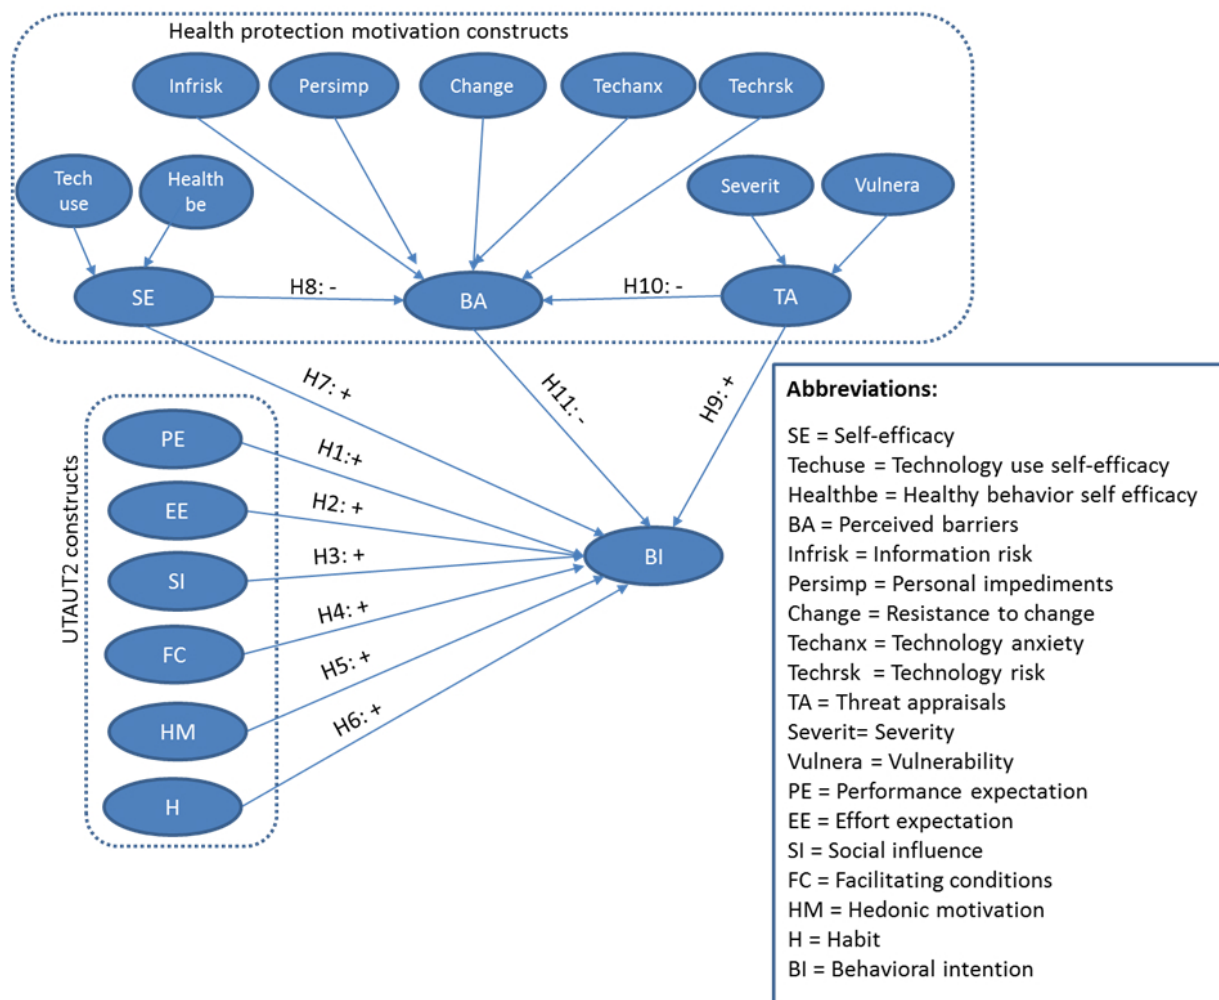 Health protection motivation constructs
Infrisk
Persimp
Change
Techanx
Techrsk
Tech
use
Health
be
Severit
Vulnera
SE
H8: -
BA
H10: -
TA
H7: +
H11: -
H9: +
UTAUT2 constructs
PE
H1:+
EE
H2: +
SI
H3: +
BI
FC
H4: +
HM
H5: +
H
H6: +
Abbreviations:
SE = Self-efficacy
Techuse = Technology use self-efficacy
Healthbe = Healthy behavior self efficacy
BA = Perceived barriers
Infrisk = Information risk
Persimp = Personal impediments
Change = Resistance to change
Techanx = Technology anxiety
Techrsk = Technology risk
TA = Threat appraisals
Severit= Severity
Vulnera = Vulnerability
PE = Performance expectation
EE = Effort expectation
SI = Social influence
FC = Facilitating conditions
HM = Hedonic motivation
H = Habit
BI = Behavioral intention